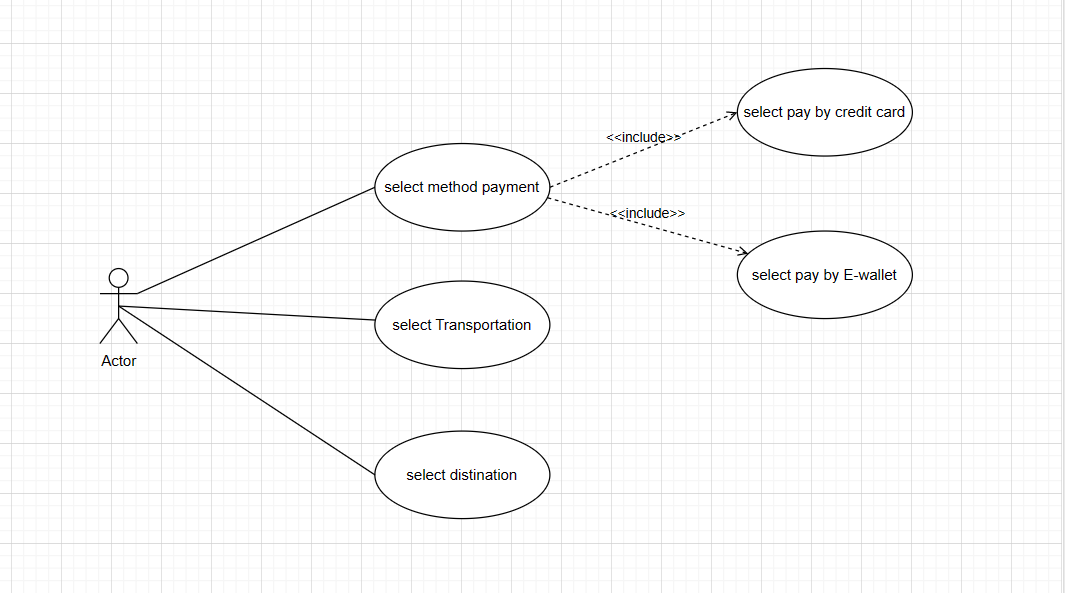 select pay by credit card
<<include>>
select method payment
<<include>>
select pay by E-wallet
select Transportation
Actor
select distination